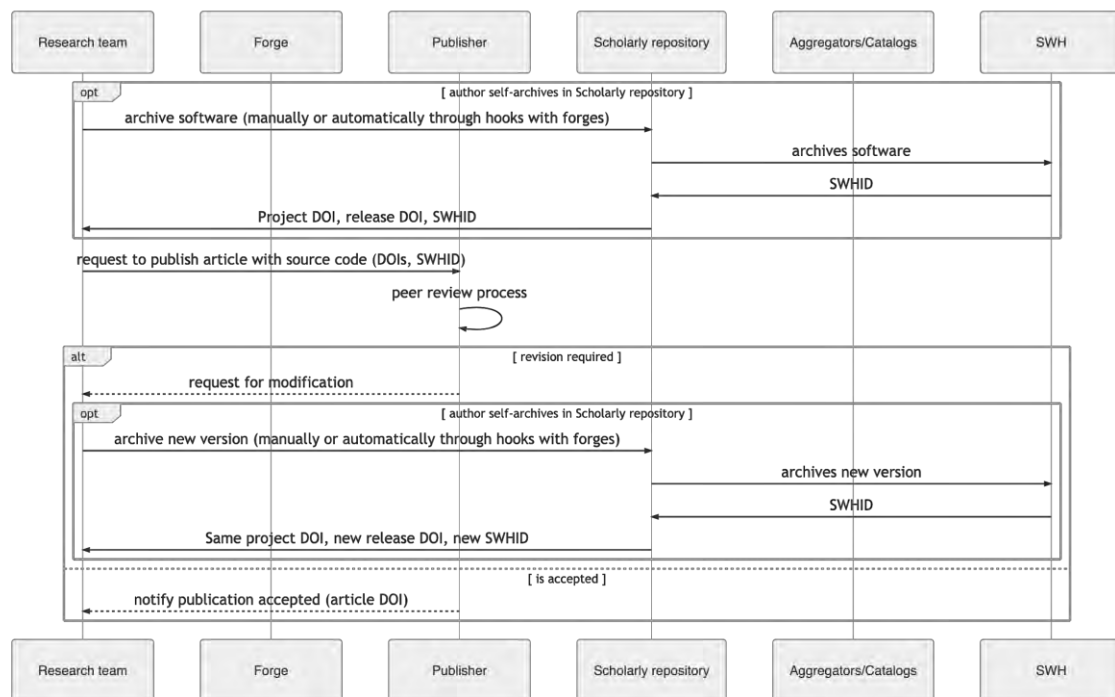 Research team
Forge
Publisher
Scholarly repository
Aggregators/Catalogs
SWH
opt
[ author self-archives in Scholarly repository ]
archive software (manually or automatically through hooks with forges)
archives software
SWHID
Project DOI, release DOI, SWHID
request to publish article with source code (DOIs, SWHID)
peer review process
alt
[ revision required ]
request for modification
opt
[ author self-archives in Scholarly repository ]
archive new version (manually or automatically through hooks with forges)
archives new version
SWHID
Same project DOI, new release DOI, new SWHID
[ is accepted ]
notify publication accepted (article DOI)
Research team
Forge
Publisher
Scholarly repository
Aggregators/Catalogs
SWH